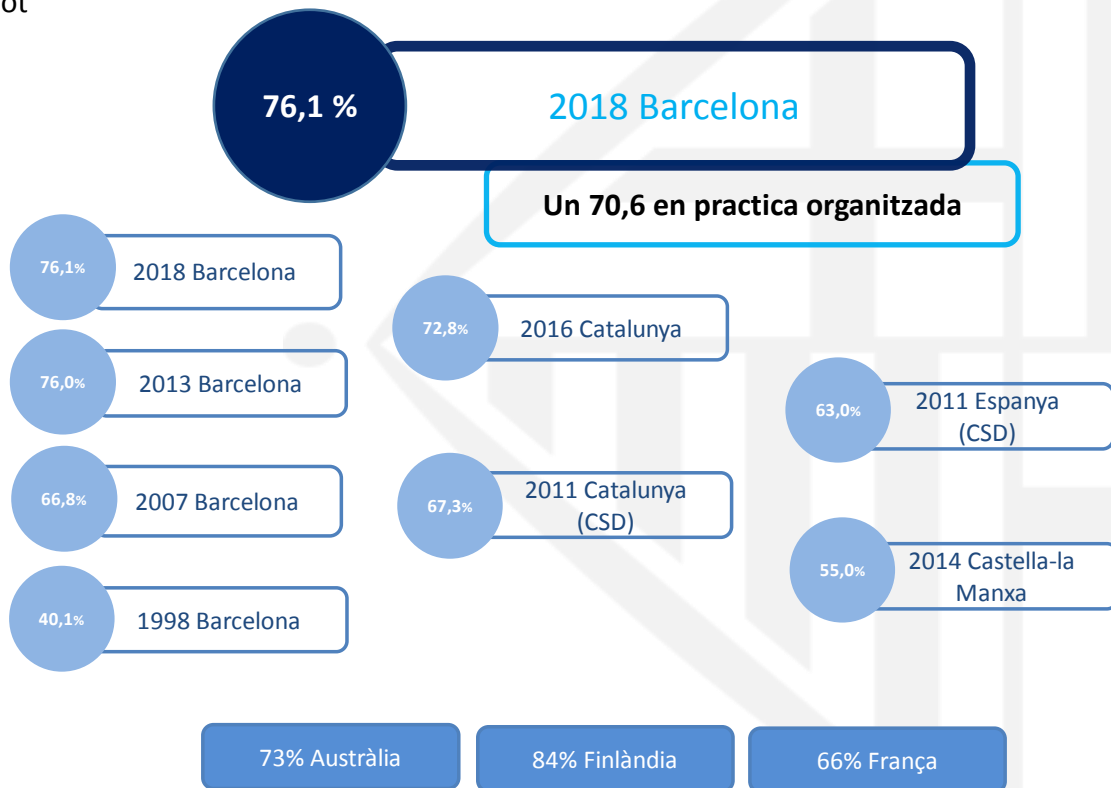 76,1 %
2018 Barcelona
Un 70,6 en practica organitzada
76,1%
2018 Barcelona
76,0%
2013 Barcelona
66,8%
2007 Barcelona
40,1%
1998 Barcelona
72,8%
2016 Catalunya
67,3%
2011 Catalunya
(CSD)
63,0%
2011 Espanya
(CSD)
55,0%
2014 Castella-la
Manxa
73% Austràlia
84% Finlàndia
66% França